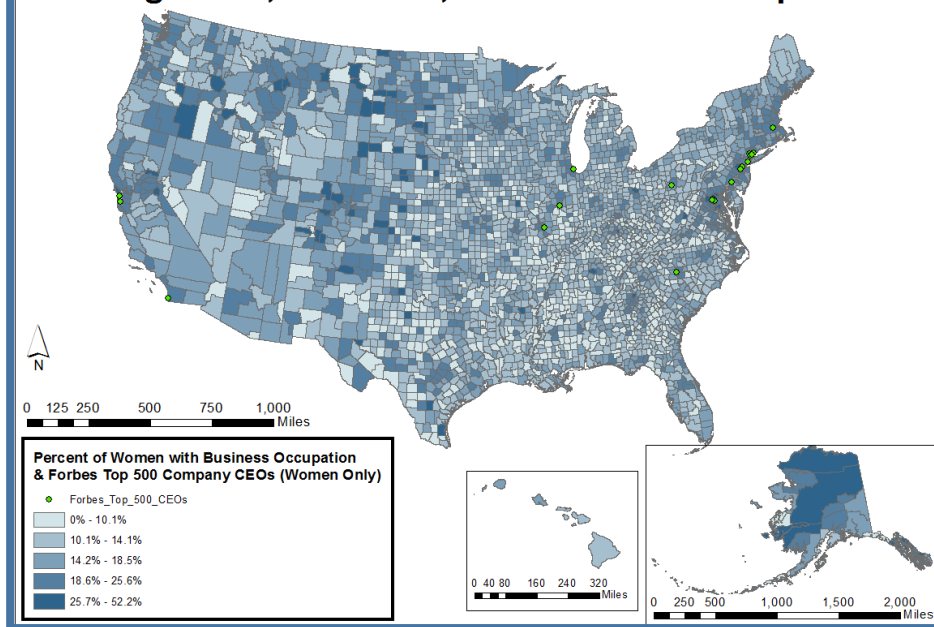 N
0 125 250 500 750 1,000
Miles
Percent of Women with Business Occupation
& Forbes Top 500 Company CEOs (Women Only)
Forbes_Top_500_CEOs
0% - 10.1%
10.1% - 14.1%
14.2% - 18.5%
18.6% - 25.6%
25.7% - 52.2%
0 40 80 160 240 320
Miles
0 250 500 1,000 1,500 2,000
Miles